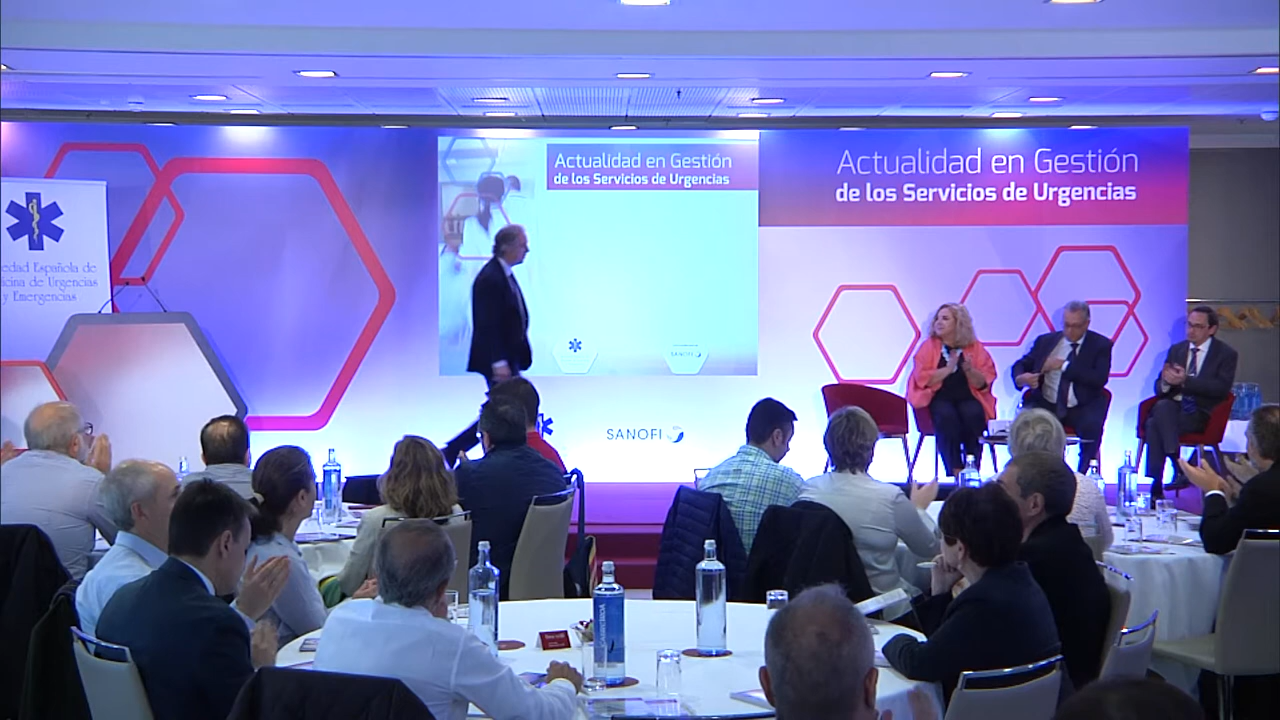 Actualidad en Gestión
de los Servicios de Urgencias
Actualidad en Gestión
de los Servicios de Urgencias
edad Española de
icina de Urgencias
y Emergencias
SANOFI
SANOFI